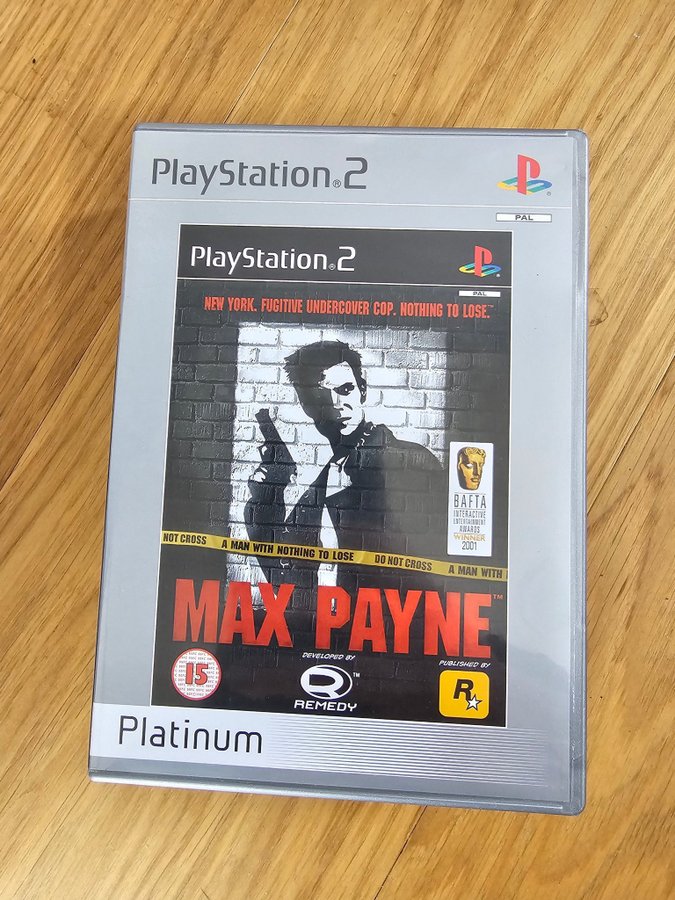 PlayStation®2
PAL
PlayStation®2
PAL
NEW YORK. FUGITIVE UNDERCOVER COP. NOTHING TO LOSE.™
BAFTA
INTERACTIVE
ENTERTAINMENT
AWARDS
WINNER
2001
NOT CROSS A MAN WITH NOTHING TO LOSE DO NOT CROSS A MAN WITH
MAX PAYNE™
15
DEVELOPED BY
R™
REMEDY
PUBLISHED BY
R
Platinum